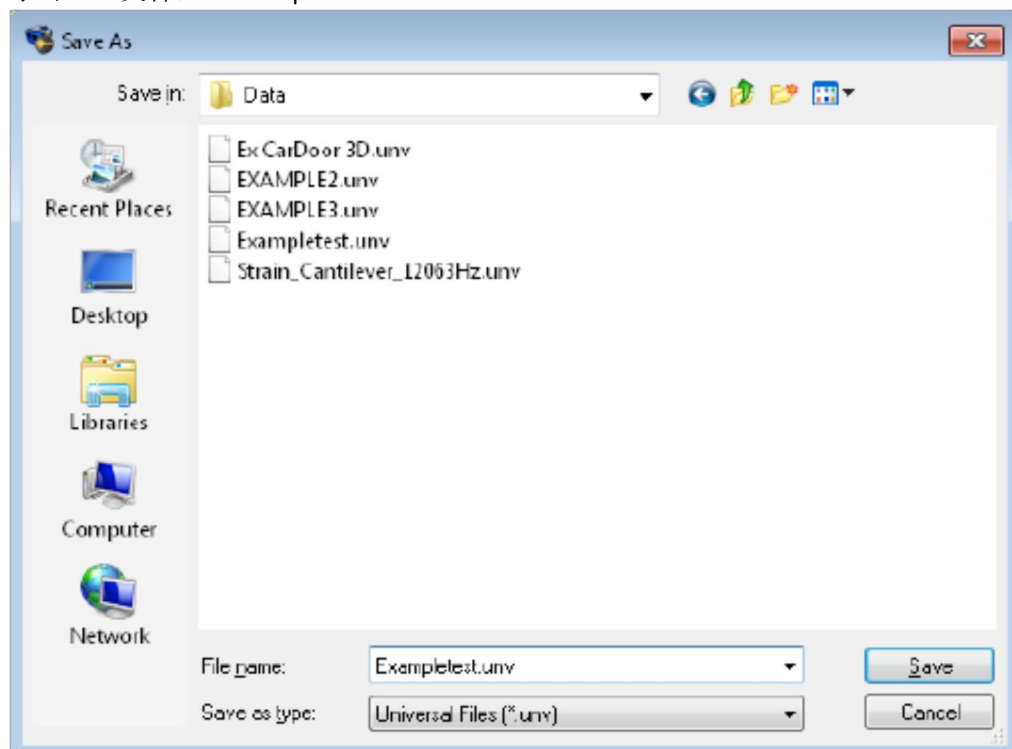 Save As
Save in:
Data
Ex CarDoor 3D.unv
EXAMPLE2.unv
EXAMPLE3.unv
Exampletest.unv
Strain_Cantilever_12063Hz.unv
Recent Places
Desktop
Libraries
Computer
Network
File name:
Exampletest.unv
Save
Save as type:
Universal Files (*.unv)
Cancel